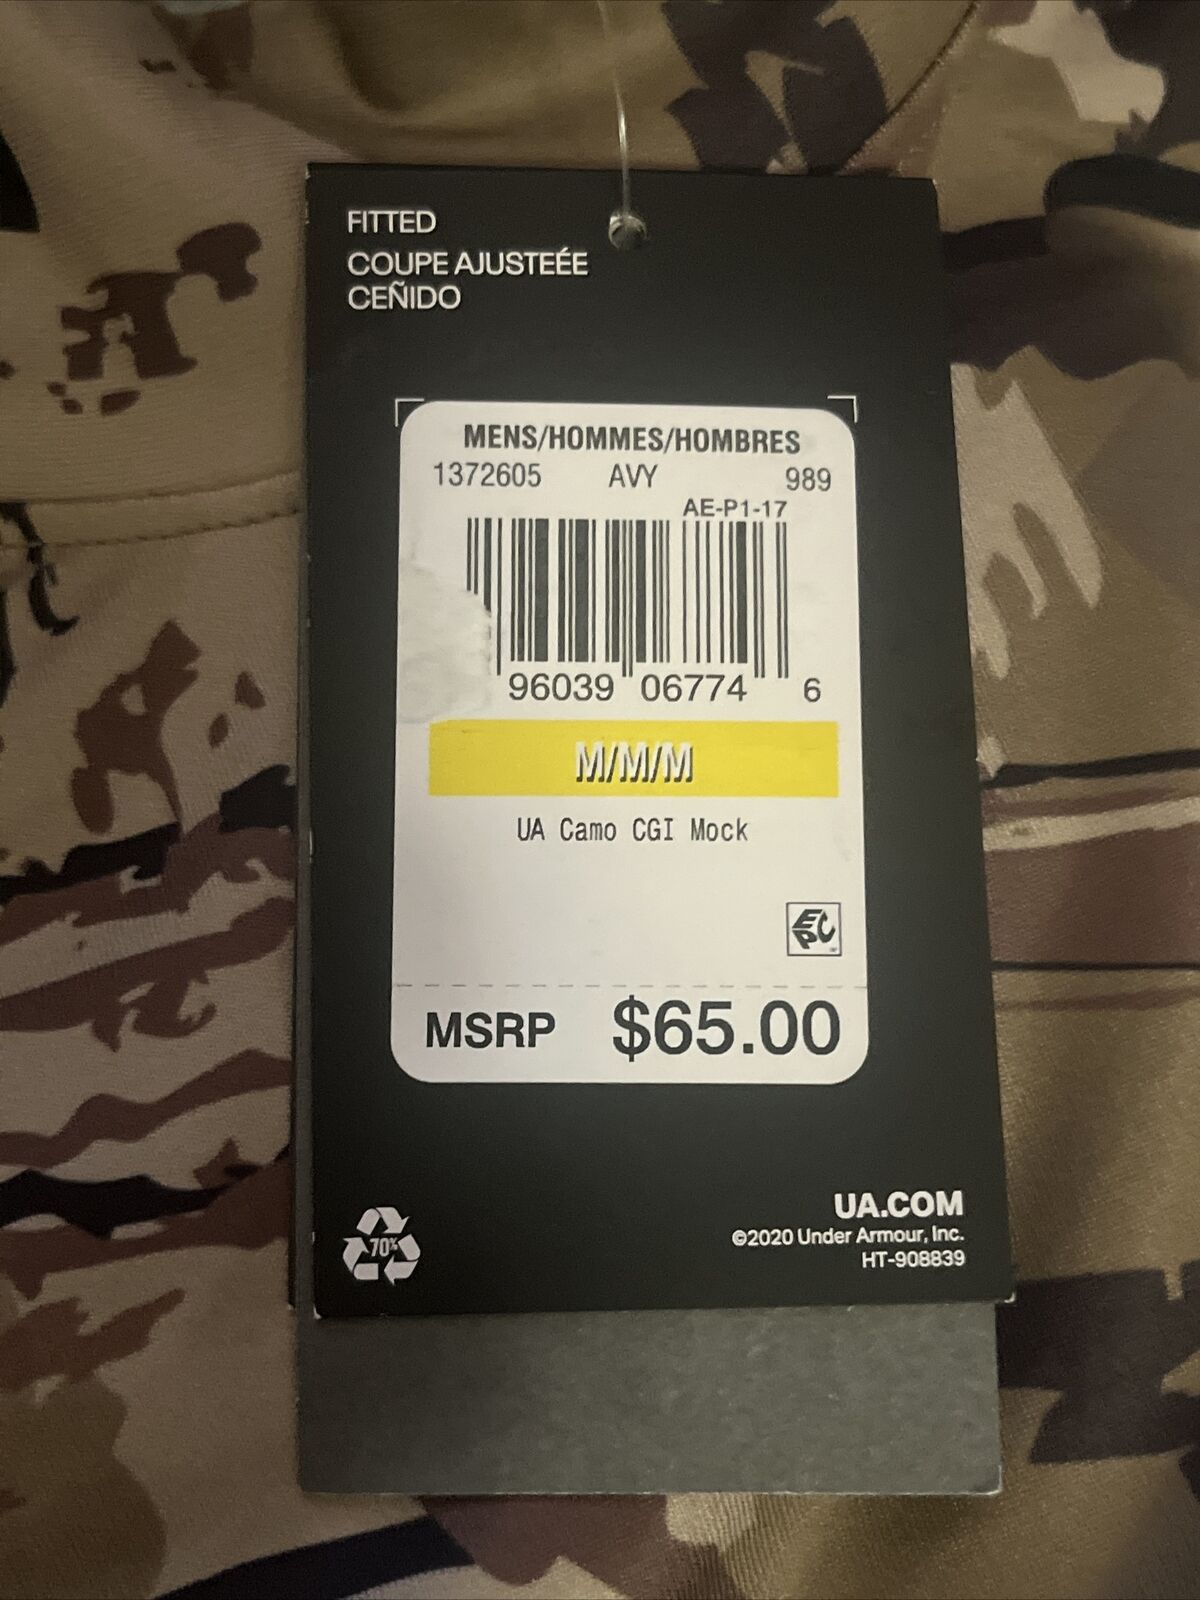 FITTED
COUPE AJUSTEÉE
CEÑIDO
MENS/HOMMES/HOMBRES
1372605 AVY 989
AE-P1-17
96039 06774 6
M/M/M
UA Camo CGI Mock
EPC
MSRP $65.00
70%
UA.COM
©2020 Under Armour, Inc.
HT-908839